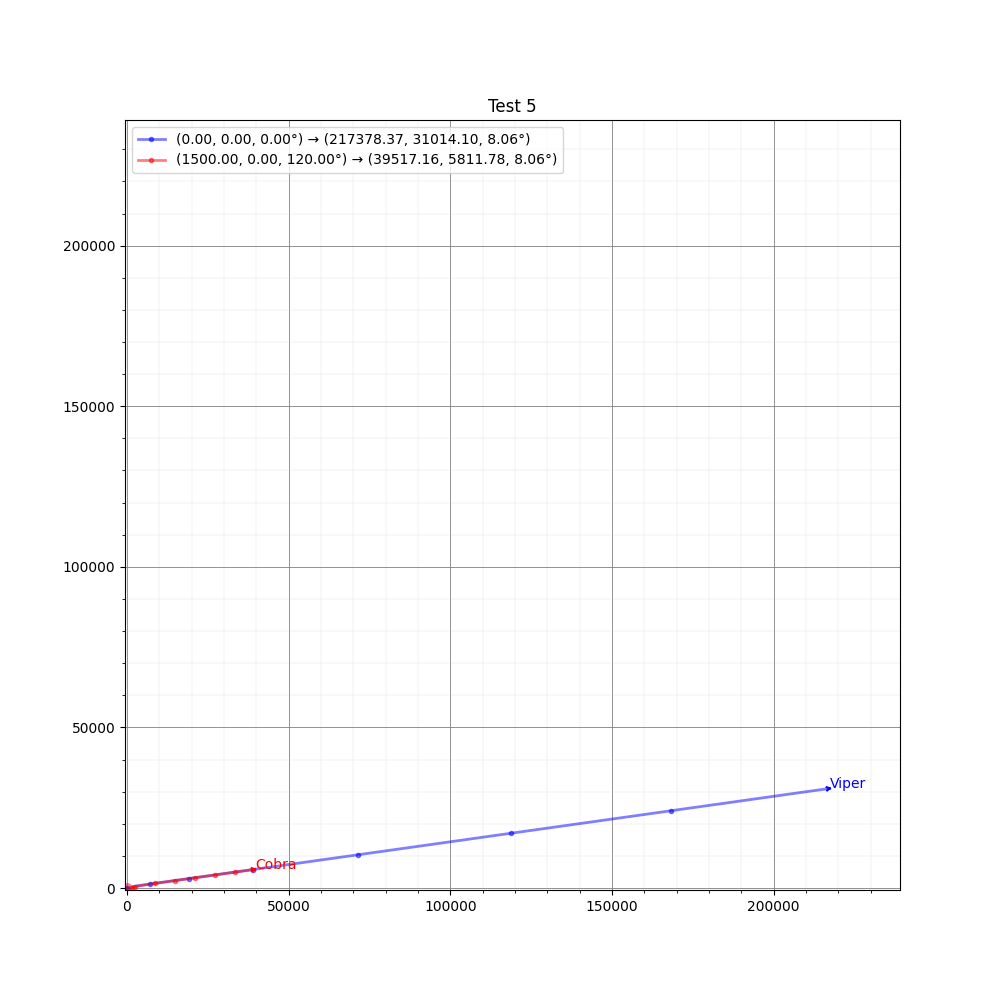 Test 5
(0.00, 0.00, 0.00°) → (217378.37, 31014.10, 8.06°)
(1500.00, 0.00, 120.00°) → (39517.16, 5811.78, 8.06°)
200000
150000
100000
50000
Viper
Cobra
0
0 50000 100000 150000 200000